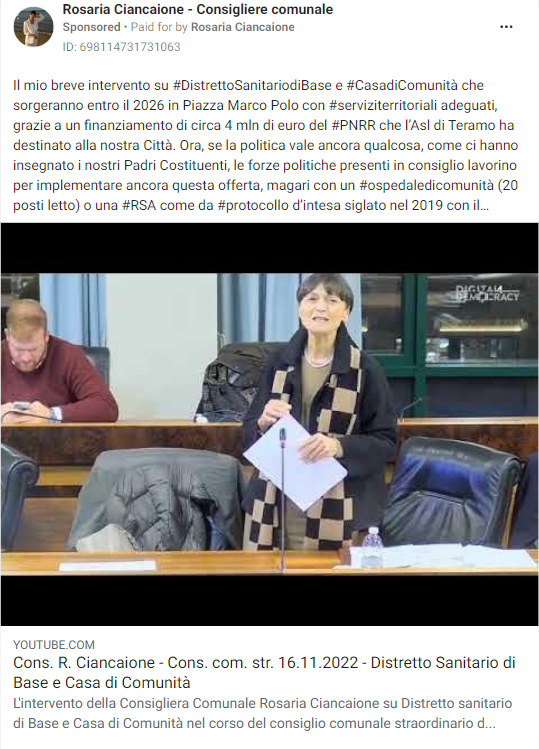 Rosaria Ciancaione - Consigliere comunale
Sponsored • Paid for by Rosaria Ciancaione
ID: 698114731731063
Il mio breve intervento su #DistrettoSanitariodiBase e #CasadiComunità che
sorgeranno entro il 2026 in Piazza Marco Polo con #serviziterritoriali adeguati,
grazie a un finanziamento di circa 4 mln di euro del #PNRR che l'Asl di Teramo ha
destinato alla nostra Città. Ora, se la politica vale ancora qualcosa, come ci hanno
insegnato i nostri Padri Costituenti, le forze politiche presenti in consiglio lavorino
per implementare ancora questa offerta, magari con un #ospedaledicomunità (20
posti letto) o una #RSA come da #protocollo d'intesa siglato nel 2019 con il…
DIGITAL
DEMOCRACY
YOUTUBE.COM
Cons. R. Ciancaione - Cons. com. str. 16.11.2022 - Distretto Sanitario di
Base e Casa di Comunità
L'intervento della Consigliera Comunale Rosaria Ciancaione su Distretto sanitario
di Base e Casa di Comunità nel corso del consiglio comunale straordinario d...